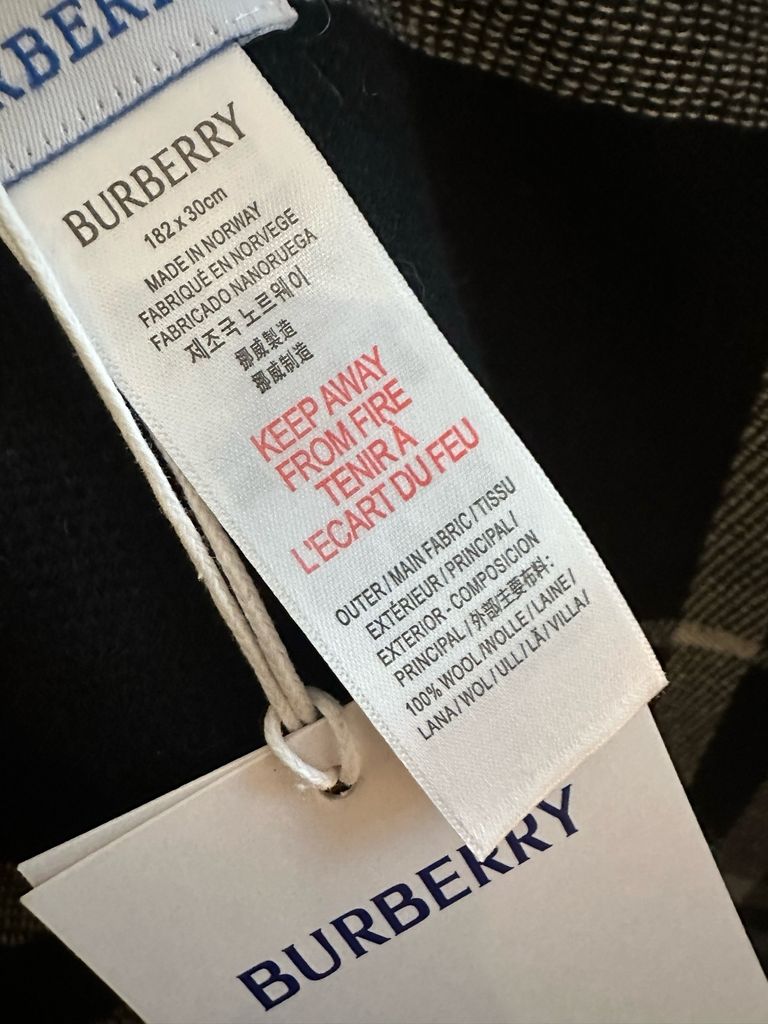 BURBERRY
BURBERRY
182 x 30cm
MADE IN NORWAY
FABRIQUÉ EN NORVEGE
FABRICADO NANORUEGA
제조국 노르웨이
挪威製造
挪威制造
KEEP AWAY
FROM FIRE
TENIR À
L'ECART DU FEU
OUTER / MAIN FABRIC / TISSU
EXTÉRIEUR / PRINCIPAL /
EXTERIOR - COMPOSICION
PRINCIPAL / 外部/主要布料:
100% WOOL /WOLLE / LAINE /
LANA / WOL / ULL / LÃ / VILLA/
BURBERRY